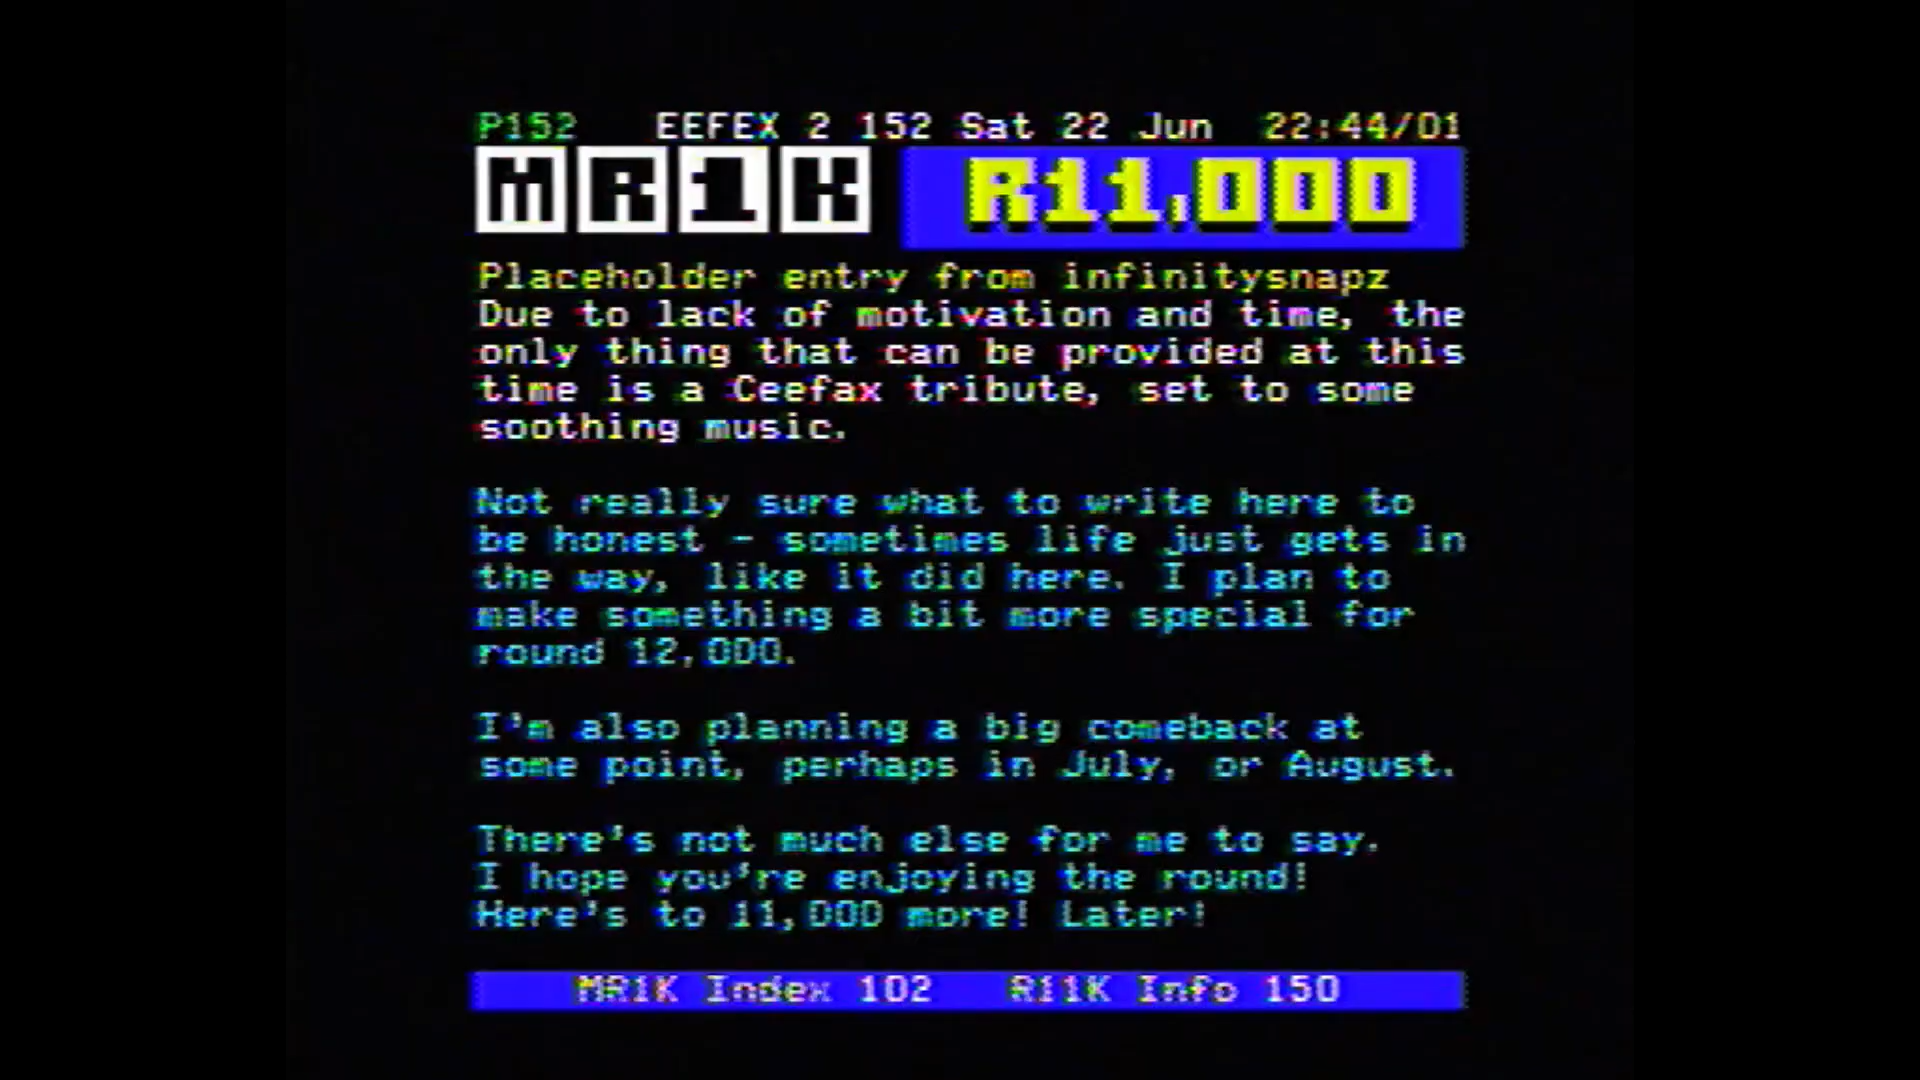 P152 EEFEX 2 152 Sat 22 Jun 22:44/01
MR1K R11,000
Placeholder entry from infinitysnapz
Due to lack of motivation and time, the
only thing that can be provided at this
time is a Ceefax tribute, set to some
soothing music.
Not really sure what to write here to
be honest - sometimes life just gets in
the way, like it did here. I plan to
make something a bit more special for
round 12,000.
I'm also planning a big comeback at
some point, perhaps in July, or August.
There's not much else for me to say.
I hope you're enjoying the round!
Here's to 11,000 more! Later!
MR1K Index 102 R11K Info 150